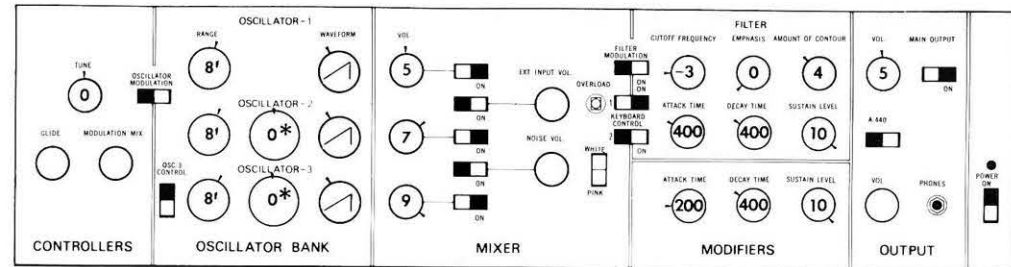 TUNE
0
GLIDE
MODULATION MIX
CONTROLLERS
OSCILLATOR
MODULATION
OSC. 3
CONTROL
OSCILLATOR-1
RANGE
WAVEFORM
8'
OSCILLATOR-2
8'
0*
OSCILLATOR-3
8'
0*
OSCILLATOR BANK
VOL
5
ON
EXT INPUT VOL.
OVERLOAD
ON
7
ON
NOISE VOL.
WHITE
ON
PINK
9
ON
MIXER
FILTER
MODULATION
ON
ON
1
KEYBOARD
CONTROL
2
ON
FILTER
CUTOFF FREQUENCY
EMPHASIS
AMOUNT OF CONTOUR
-3
0
4
ATTACK TIME
DECAY TIME
SUSTAIN LEVEL
400
400
10
ATTACK TIME
DECAY TIME
SUSTAIN LEVEL
200
400
10
MODIFIERS
VOL
MAIN OUTPUT
5
ON
A-440
VOL
PHONES
OUTPUT
POWER
ON